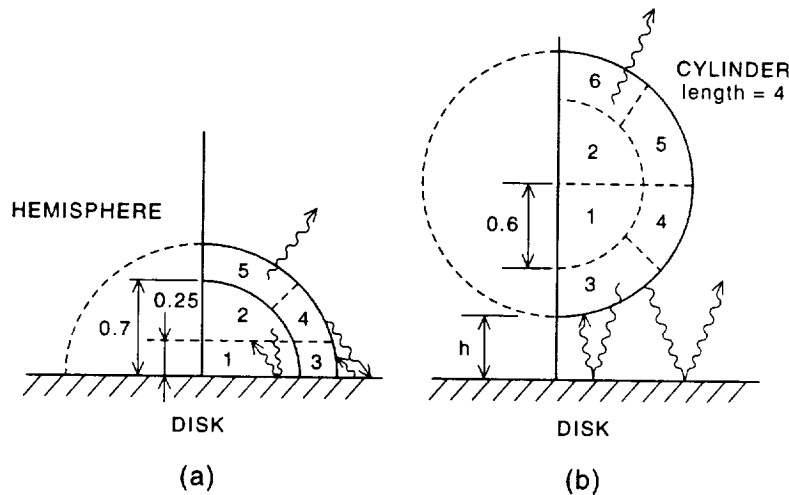 HEMISPHERE
0.7
0.25
5
2
4
1
3
DISK
(a)
CYLINDER
length = 4
6
2
5
0.6
1
4
3
h
DISK
(b)